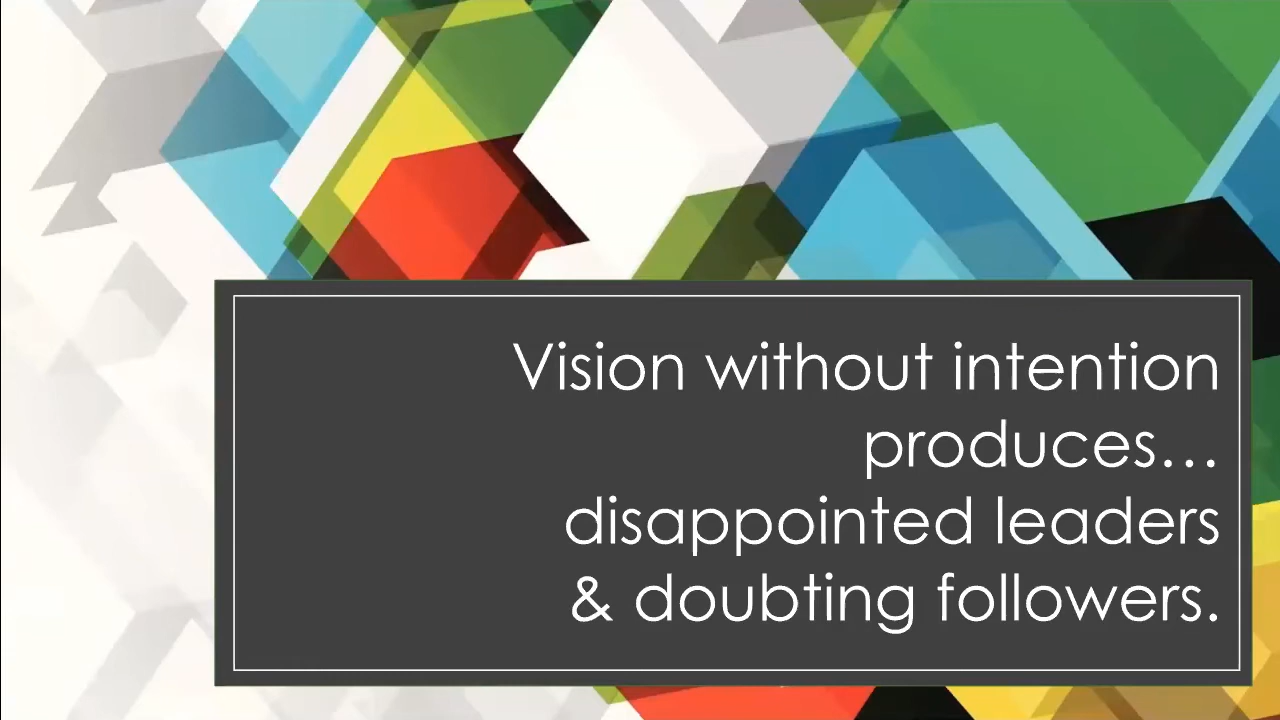 Vision without intention
produces…
disappointed leaders
& doubting followers.